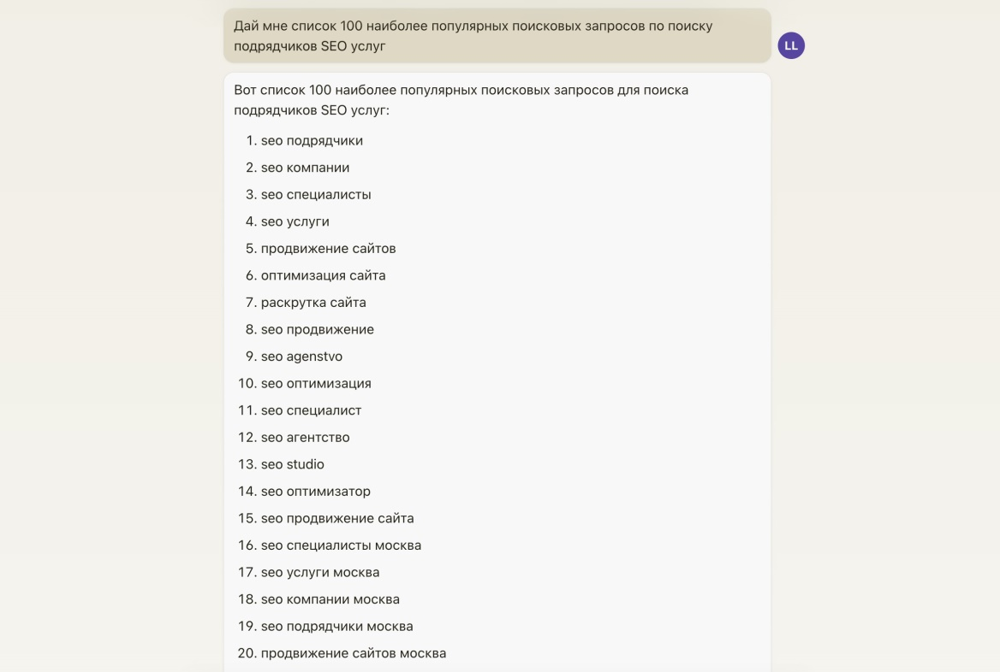 Дай мне список 100 наиболее популярных поисковых запросов по поиску
подрядчиков SEO услуг
LL
Вот список 100 наиболее популярных поисковых запросов для поиска
подрядчиков SEO услуг:
1. seo подрядчики
2. seo компании
3. seo специалисты
4. seo услуги
5. продвижение сайтов
6. оптимизация сайта
7. раскрутка сайта
8. seo продвижение
9. seo agenstvo
10. seo оптимизация
11. seo специалист
12. seo агентство
13. seo studio
14. seo оптимизатор
15. seo продвижение сайта
16. seo специалисты москва
17. seo услуги москва
18. seo компании москва
19. seo подрядчики москва
20. продвижение сайтов москва